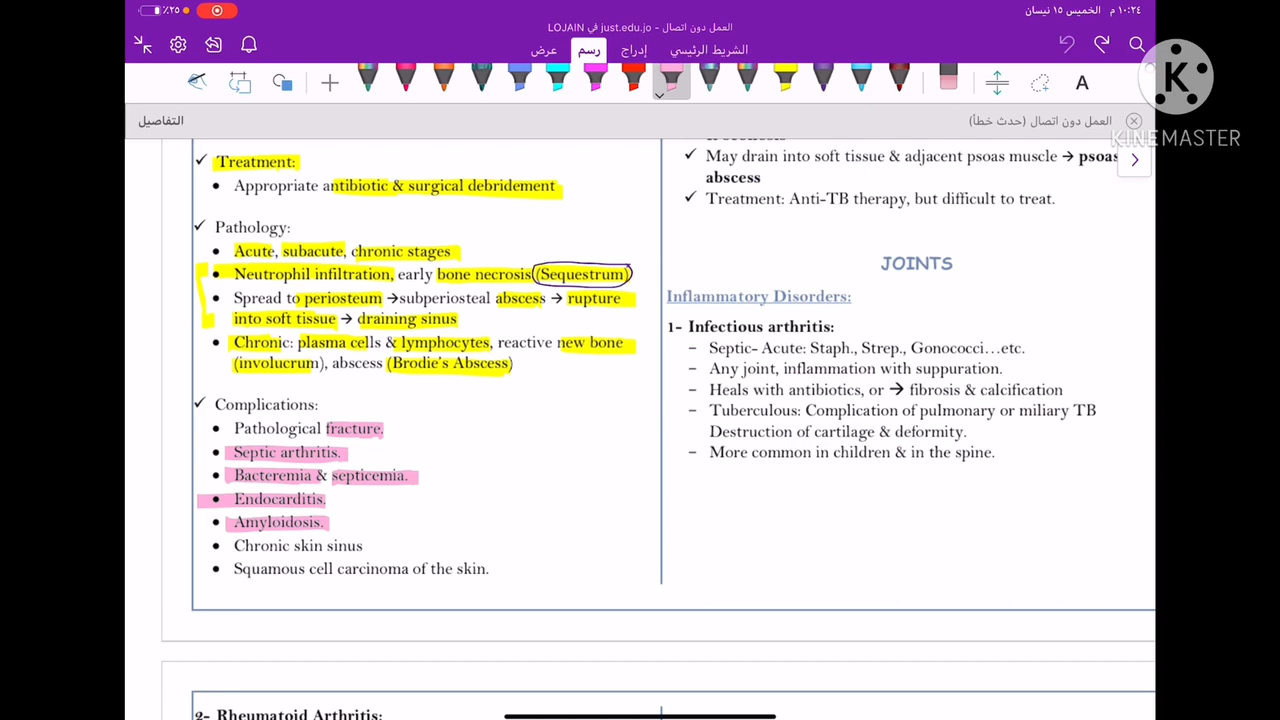 ١٠:٢٤ م الخميس ١٥ نيسان
٪٢٥
العمل دون اتصال - just.edu.jo في LOJAIN
الشريط الرئيسي
إدراج
رسم
عرض
العمل دون اتصال (حدث خطأ)
التفاصيل
KINEMASTER
✓ Treatment:
• Appropriate antibiotic & surgical debridement
✓ Pathology:
• Acute, subacute, chronic stages
• Neutrophil infiltration, early bone necrosis (Sequestrum)
• Spread to periosteum →subperiosteal abscess → rupture
into soft tissue → draining sinus
• Chronic: plasma cells & lymphocytes, reactive new bone
(involucrum), abscess (Brodie's Abscess)
✓ Complications:
• Pathological fracture.
• Septic arthritis.
• Bacteremia & septicemia.
• Endocarditis.
• Amyloidosis.
• Chronic skin sinus
• Squamous cell carcinoma of the skin.
✓ May drain into soft tissue & adjacent psoas muscle → psoas
abscess
✓ Treatment: Anti-TB therapy, but difficult to treat.
JOINTS
Inflammatory Disorders:
1- Infectious arthritis:
– Septic- Acute: Staph., Strep., Gonococci…etc.
– Any joint, inflammation with suppuration.
– Heals with antibiotics, or → fibrosis & calcification
– Tuberculous: Complication of pulmonary or miliary TB
Destruction of cartilage & deformity.
– More common in children & in the spine.
2- Rheumatoid Arthritis: